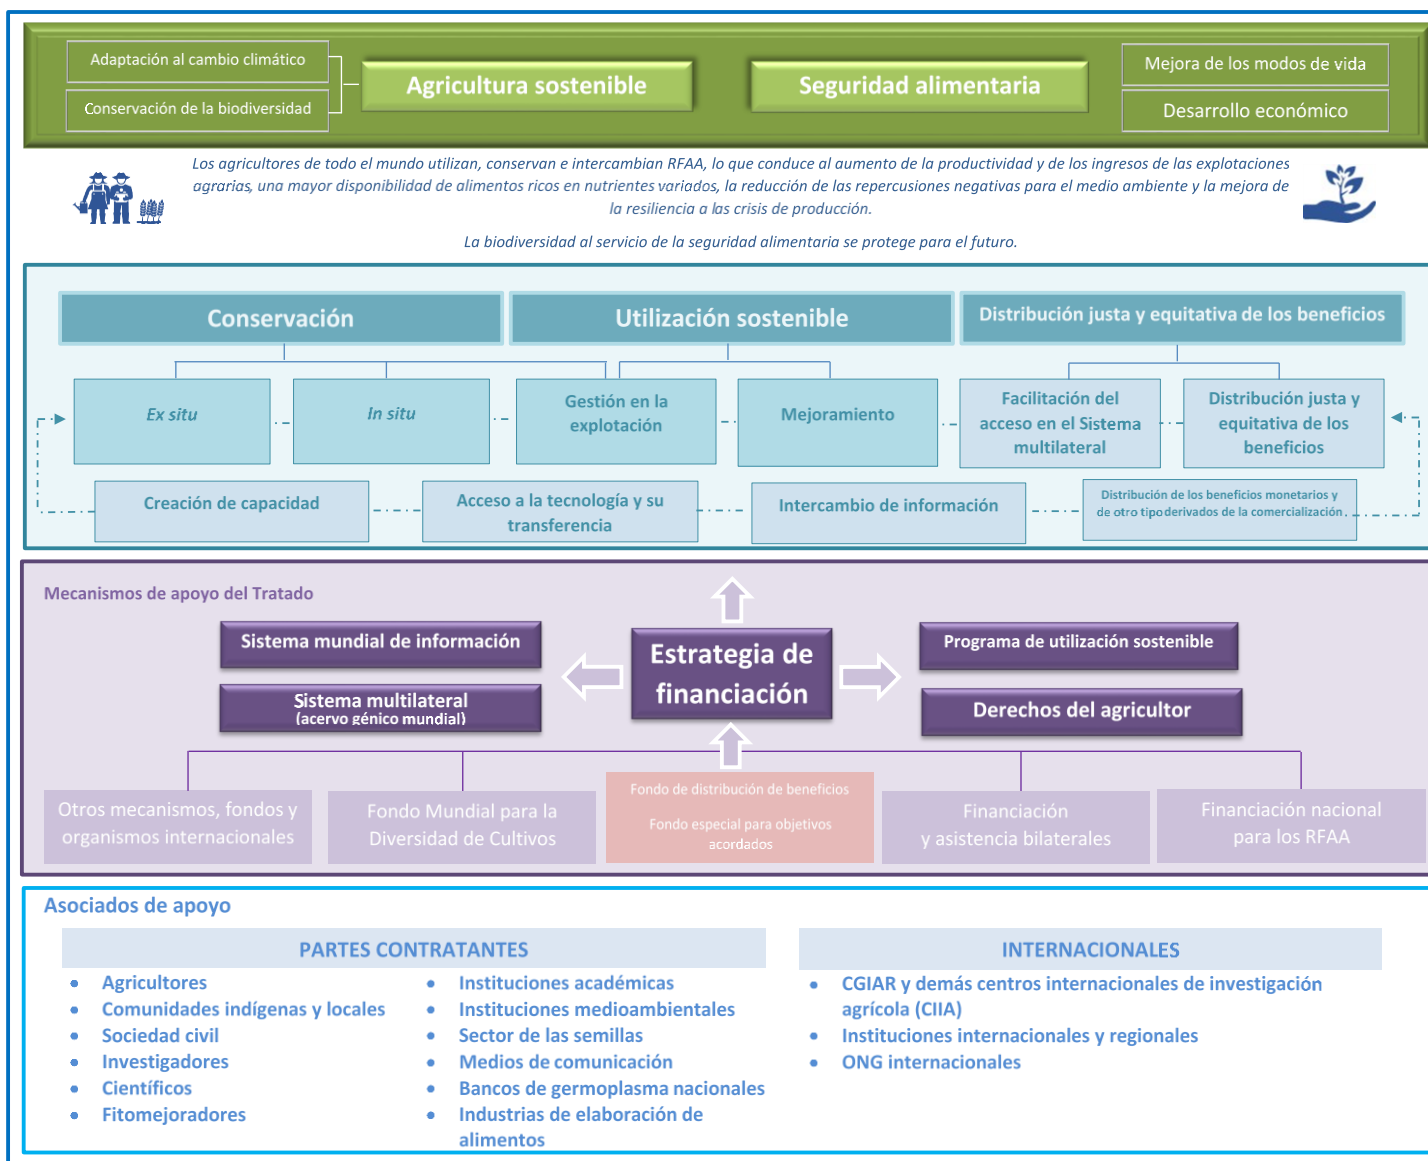 Adaptación al cambio climático
Conservación de la biodiversidad
Agricultura sostenible
Seguridad alimentaria
Mejora de los modos de vida
Desarrollo económico
Los agricultores de todo el mundo utilizan, conservan e intercambian RFAA, lo que conduce al aumento de la productividad y de los ingresos de las explotaciones
agrarias, una mayor disponibilidad de alimentos ricos en nutrientes variados, la reducción de las repercusiones negativas para el medio ambiente y la mejora de
la resiliencia a las crisis de producción.
La biodiversidad al servicio de la seguridad alimentaria se protege para el futuro.
Conservación
Utilización sostenible
Distribución justa y equitativa de los beneficios
Ex situ
In situ
Gestión en la
explotación
Mejoramiento
Facilitación del
acceso en el Sistema
multilateral
Distribución justa y
equitativa de los
beneficios
Creación de capacidad
Acceso a la tecnología y su
transferencia
Intercambio de información
Distribución de los beneficios monetarios y
de otro tipo derivados de la comercialización
Mecanismos de apoyo del Tratado
Sistema mundial de información
Sistema multilateral
(acervo génico mundial)
Estrategia de
financiación
Programa de utilización sostenible
Derechos del agricultor
Otros mecanismos, fondos y
organismos internacionales
Fondo Mundial para la
Diversidad de Cultivos
Fondo de distribución de beneficios
Fondo especial para objetivos
acordados
Financiación
y asistencia bilaterales
Financiación nacional
para los RFAA
Asociados de apoyo
PARTES CONTRATANTES
• Agricultores
• Comunidades indígenas y locales
• Sociedad civil
• Investigadores
• Científicos
• Fitomejoradores
• Instituciones académicas
• Instituciones medioambientales
• Sector de las semillas
• Medios de comunicación
• Bancos de germoplasma nacionales
• Industrias de elaboración de
alimentos
INTERNACIONALES
• CGIAR y demás centros internacionales de investigación
agrícola (CIIA)
• Instituciones internacionales y regionales
• ONG internacionales